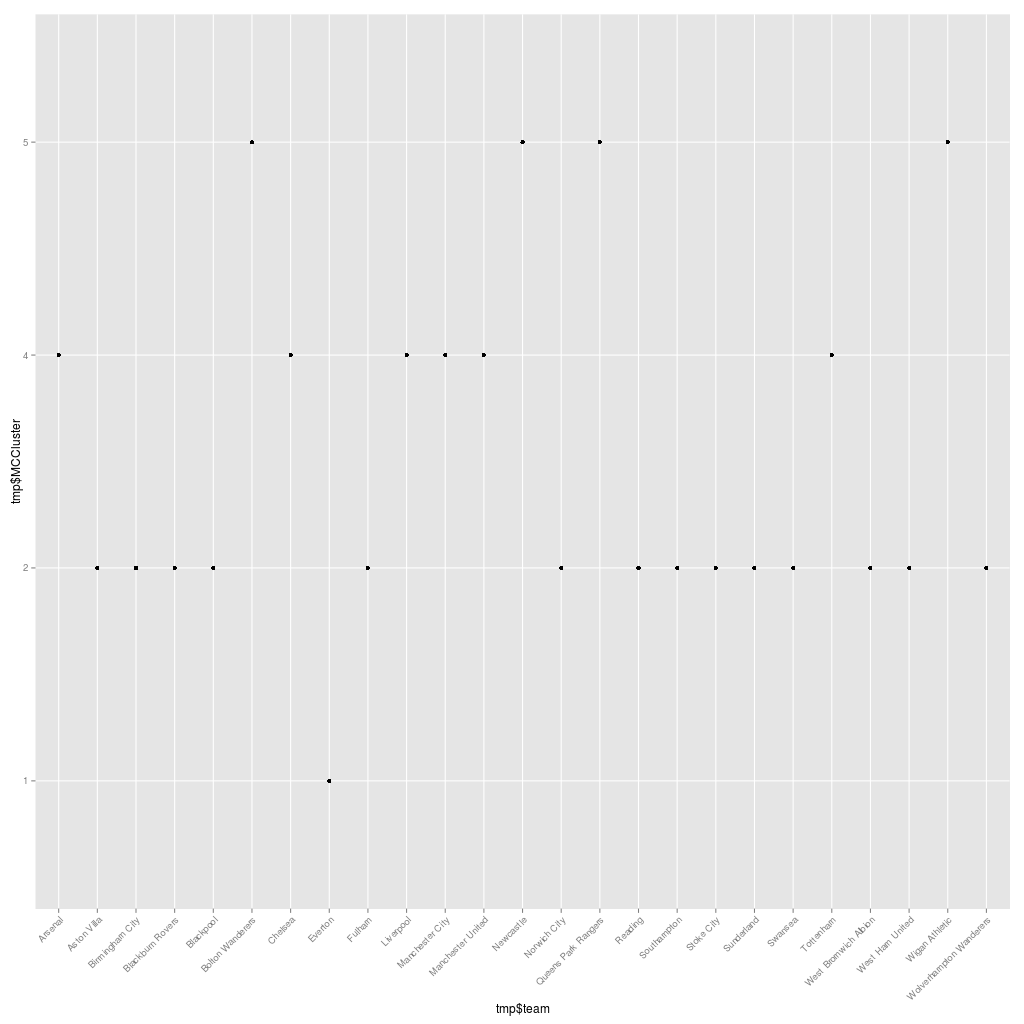 5
4
2
1
tmp$MCCluster
Arsenal
Aston Villa
Birmingham City
Blackburn Rovers
Blackpool
Bolton Wanderers
Chelsea
Everton
Fulham
Liverpool
Manchester City
Manchester United
Newcastle
Norwich City
Queens Park Rangers
Reading
Southampton
Stoke City
Sunderland
Swansea
Tottenham
West Bromwich Albion
West Ham United
Wigan Athletic
Wolverhampton Wanderers
tmp$team